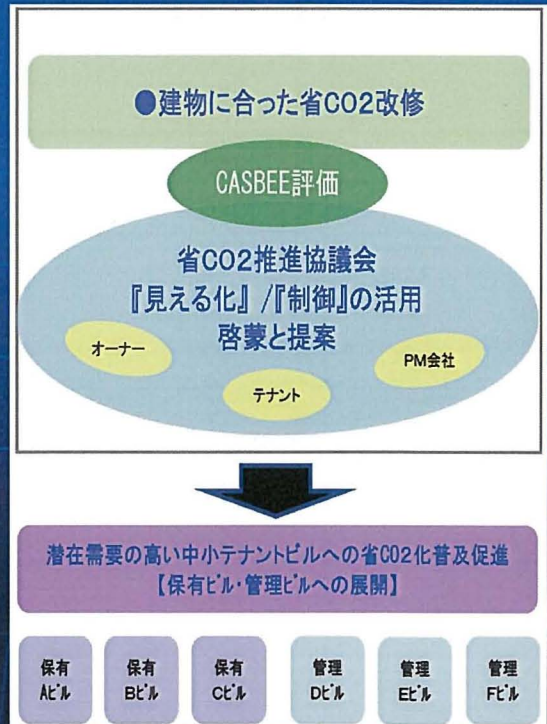 ●建物に合った省CO2改修
CASBEE評価
省CO2推進協議会
『見える化』/『制御』の活用
啓蒙と提案
オーナー
テナント
PM会社
潜在需要の高い中小テナントビルへの省CO2化普及促進
【保有ﾋﾞﾙ・管理ﾋﾞﾙへの展開】
保有
Aﾋﾞﾙ
保有
Bﾋﾞﾙ
保有
Cﾋﾞﾙ
管理
Dﾋﾞﾙ
管理
Eﾋﾞﾙ
管理
Fﾋﾞﾙ